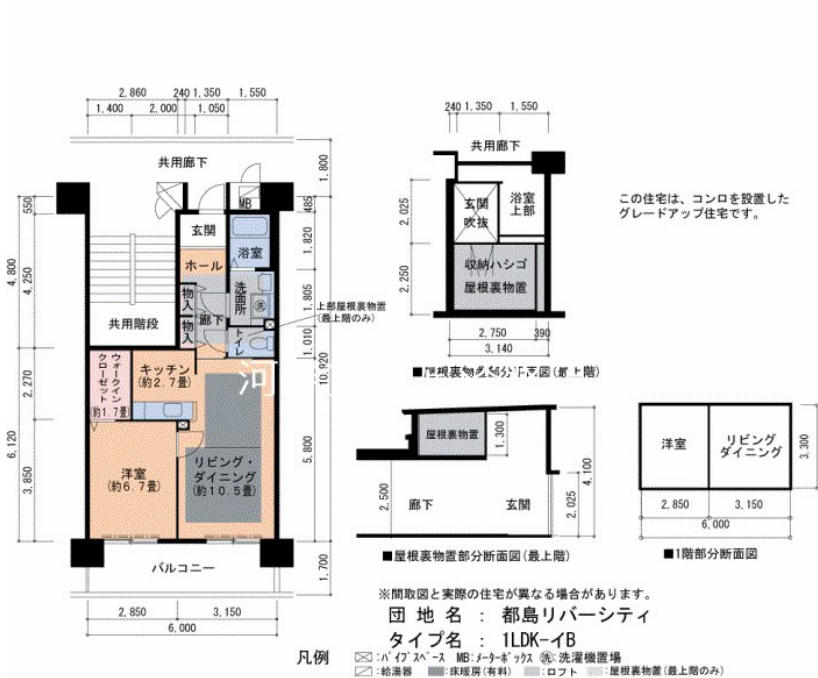 2,860 240 1,350 1,550
1,400 2,000 1,050
共用廊下
1,800
MB
550
485
玄関
浴室
1,820
ホール
4,800
4,250
洗面所
洗
1,805
物入
廊下
物入
トイレ
1,010
上部屋根裏物置
(最上階のみ)
共用階段
10,920
ウォークインクローゼット
(約1.7畳)
キッチン
(約2.7畳)
河
2,270
6,120
3,850
洋室
(約6.7畳)
リビング・
ダイニング
(約10.5畳)
5,800
バルコニー
1,700
2,850 3,150
6,000
240 1,350 1,550
共用廊下
2,025
玄関
吹抜
浴室
上部
2,250
収納ハシゴ
屋根裏物置
2,750 390
3,140
■屋根裏物置部分平面図(最上階)
この住宅は、コンロを設置した
グレードアップ住宅です。
屋根裏物置
1,300
2,500
廊下
玄関
2,025
4,100
■屋根裏物置部分断面図(最上階)
洋室
リビング
ダイニング
3,300
2,850 3,150
6,000
■1階部分断面図
※間取図と実際の住宅が異なる場合があります。
団地名 : 都島リバーシティ
タイプ名 : 1LDK-イB
凡例
:パイプスペース MB:メーターボックス 洗:洗濯機置場
:給湯器 :床暖房(有料) :ロフト :屋根裏物置(最上階のみ)